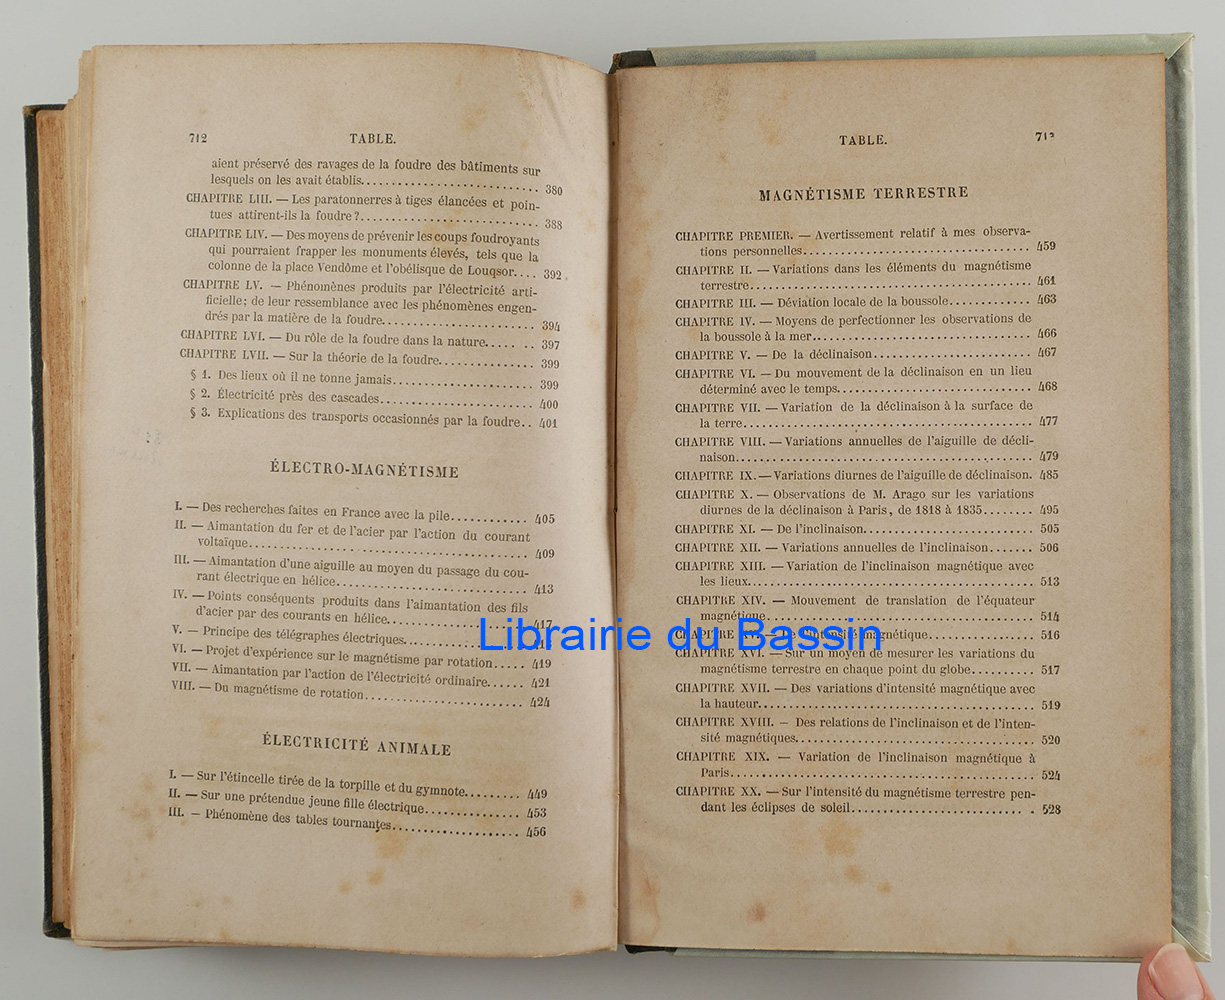 712 TABLE.
aient préservé des ravages de la foudre des bâtiments sur
lesquels on les avait établis........ 380
CHAPITRE LIII. — Les paratonnerres à tiges élancées et poin-
tues attirent-ils la foudre?........ 388
CHAPITRE LIV. — Des moyens de prévenir les coups foudroyants
qui pourraient frapper les monuments élevés, tels que la
colonne de la place Vendôme et l'obélisque de Louqsor.... 392
CHAPITRE LV. — Phénomènes produits par l'électricité arti-
ficielle; de leur ressemblance avec les phénomènes engen-
drés par la matière de la foudre........ 394
CHAPITRE LVI. — Du rôle de la foudre dans la nature..... .. 397
CHAPITRE LVII. — Sur la théorie de la foudre........ 399
§ 1. Des lieux où il ne tonne jamais........ 399
§ 2. Électricité près des cascades........ 400
§ 3. Explications des transports occasionnés par la foudre.. 401
ÉLECTRO-MAGNÉTISME
I. — Des recherches faites en France avec la pile........ 405
II. — Aimantation du fer et de l'acier par l'action du courant
voltaïque........ 409
III. — Aimantation d'une aiguille au moyen du passage du cou-
rant électrique en hélice........ 413
IV. — Points conséquents produits dans l'aimantation des fils
d'acier par des courants en hélice........ 417
V. — Principe des télégraphes électriques........
VI. — Projet d'expérience sur le magnétisme par rotation..... 419
VII. — Aimantation par l'action de l'électricité ordinaire...... 421
VIII. — Du magnétisme de rotation........ 424
ÉLECTRICITÉ ANIMALE
I. — Sur l'étincelle tirée de la torpille et du gymnote........ 449
II. — Sur une prétendue jeune fille électrique........ 453
III. — Phénomène des tables tournantes........ 456
TABLE. 713
MAGNÉTISME TERRESTRE
CHAPITRE PREMIER. — Avertissement relatif à mes observa-
tions personnelles........ 459
CHAPITRE II. — Variations dans les éléments du magnétisme
terrestre........ 461
CHAPITRE III. — Déviation locale de la boussole........ 463
CHAPITRE IV. — Moyens de perfectionner les observations de
la boussole à la mer........ 466
CHAPITRE V. — De la déclinaison........ 467
CHAPITRE VI. — Du mouvement de la déclinaison en un lieu
déterminé avec le temps........ 468
CHAPITRE VII. — Variation de la déclinaison à la surface de
la terre........ 477
CHAPITRE VIII. — Variations annuelles de l'aiguille de décli-
naison........ 479
CHAPITRE IX. — Variations diurnes de l'aiguille de déclinaison. 485
CHAPITRE X. — Observations de M. Arago sur les variations
diurnes de la déclinaison à Paris, de 1818 à 1835........ 495
CHAPITRE XI. — De l'inclinaison........ 505
CHAPITRE XII. — Variations annuelles de l'inclinaison....... 506
CHAPITRE XIII. — Variation de l'inclinaison magnétique avec
les lieux........ 513
CHAPITRE XIV. — Mouvement de translation de l'équateur
magnétique........ 514
CHAPITRE XV. — De l'intensité magnétique........ 516
CHAPITRE XVI. — Sur un moyen de mesurer les variations du
magnétisme terrestre en chaque point du globe........ 517
CHAPITRE XVII. — Des variations d'intensité magnétique avec
la hauteur........ 519
CHAPITRE XVIII. — Des relations de l'inclinaison et de l'inten-
sité magnétiques........ 520
CHAPITRE XIX. — Variation de l'inclinaison magnétique à
Paris........ 524
CHAPITRE XX. — Sur l'intensité du magnétisme terrestre pen-
dant les éclipses de soleil........ 528
Librairie du Bassin